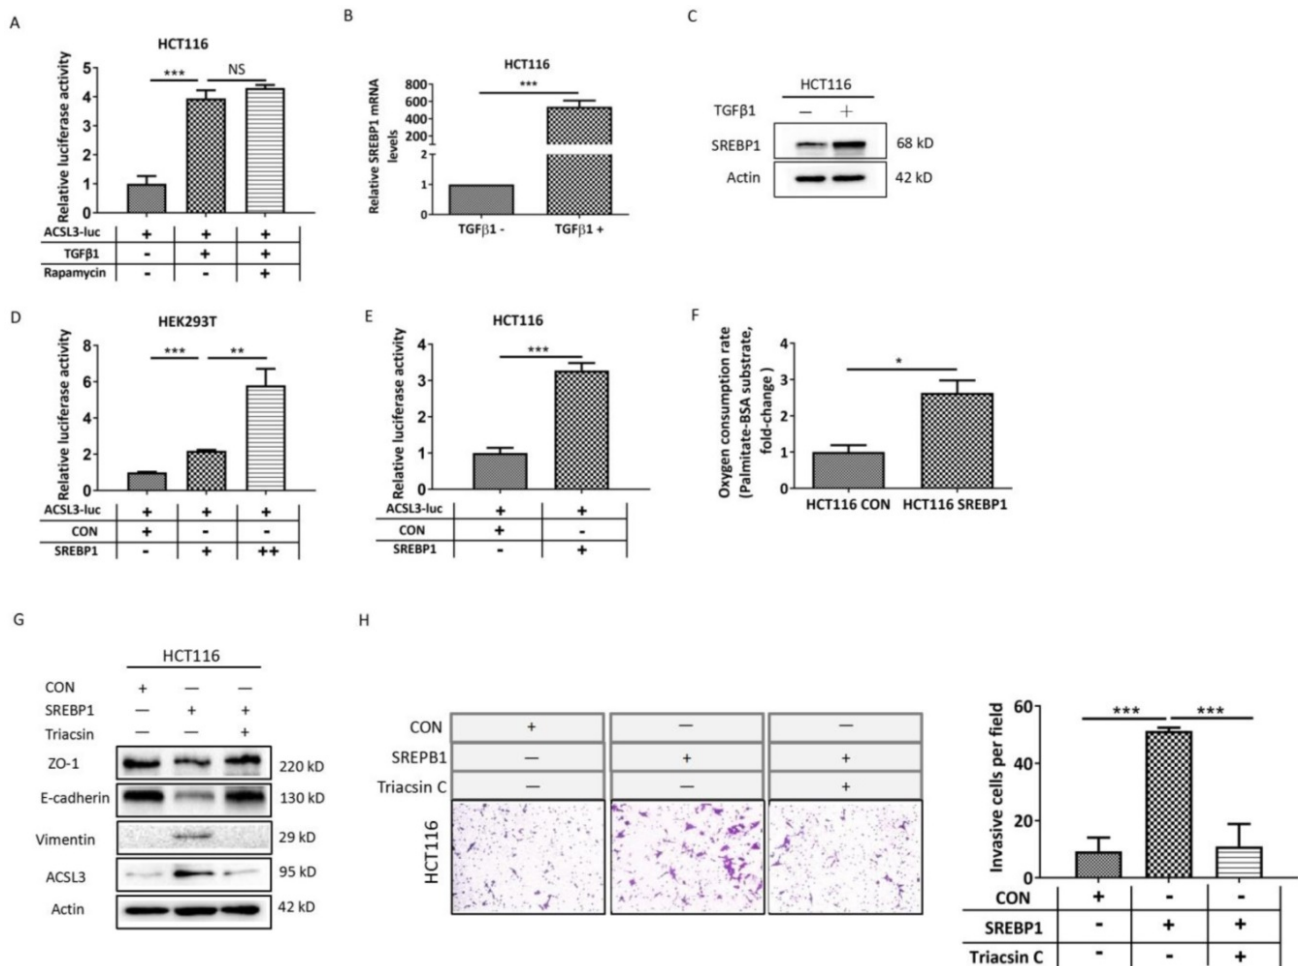 A
HCT116
Relative luciferase activity
5
4
3
2
1
0
***
NS
ACSL3-luc + + +
TGFβ1 - + +
Rapamycin - - +
B
HCT116
Relative SREBP1 mRNA
levels
800
600
400
200
2
1
0
***
TGFβ1 - TGFβ1 +
C
HCT116
TGFβ1 — +
SREBP1 68 kD
Actin 42 kD
D
HEK293T
Relative luciferase activity
8
6
4
2
0
*** **
ACSL3-luc + + +
CON + - -
SREBP1 - + ++
E
HCT116
Relative luciferase activity
4
3
2
1
0
***
ACSL3-luc + +
CON + -
SREBP1 - +
F
Oxygen consumption rate
(Palmitate-BSA substrate,
fold-change )
4
3
2
1
0
*
HCT116 CON HCT116 SREBP1
G
HCT116
CON + — —
SREBP1 — + +
Triacsin — — +
ZO-1 220 kD
E-cadherin 130 kD
Vimentin 29 kD
ACSL3 95 kD
Actin 42 kD
H
CON + — —
SREPB1 — + +
Triacsin C — — +
HCT116
Invasive cells per field
60
40
20
0
*** ***
CON + - -
SREBP1 - + +
Triacsin C - - +